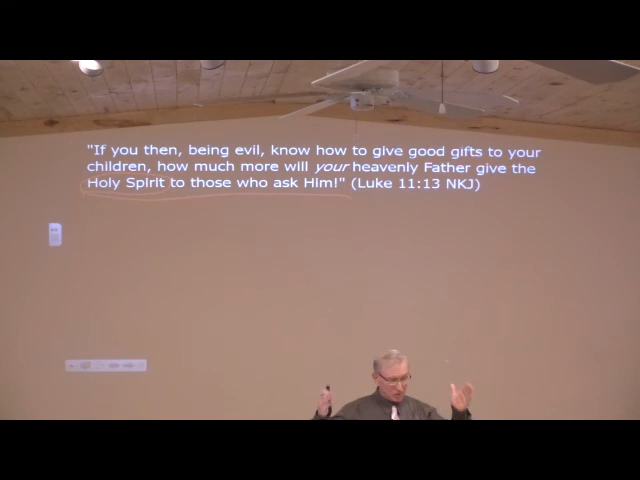 "If you then, being evil, know how to give good gifts to your
children, how much more will your heavenly Father give the
Holy Spirit to those who ask Him!" (Luke 11:13 NKJ)